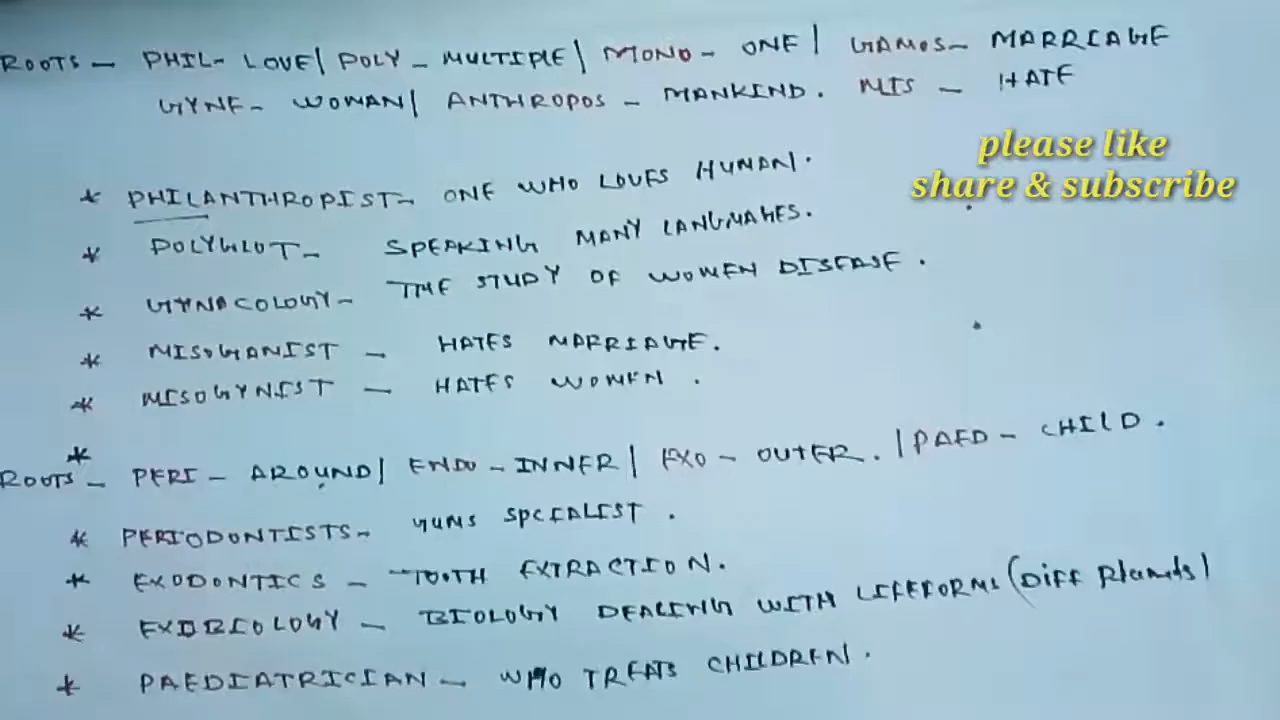 ROOTS - PHIL- LOVE| POLY - MULTIPLE| MONO - ONE| GAMOS- MARRIAGE
GYNE- WOMAN| ANTHROPOS - MANKIND. MIS - HATE
please like
share & subscribe
* PHILANTHROPIST- ONE WHO LOVES HUMAN.
* POLYGLOT- SPEAKING MANY LANGUAGES.
* GYNACOLOGY- THE STUDY OF WOMEN DISEASE.
* MISOGANIST - HATES MARRIAGE.
* MISOGYNIST - HATES WOMEN.
*
ROOTS - PERI - AROUND| ENDO - INNER| EXO - OUTER. |PAED - CHILD.
* PERIODONTISTS- GUMS SPCIALIST.
* EXODONTICS - TOOTH EXTRACTION.
* EXOBIOLOGY - BIOLOGY DEALING WITH LIFEFORMS (Diff Planets)
* PAEDIATRICIAN - WHO TREATS CHILDREN.